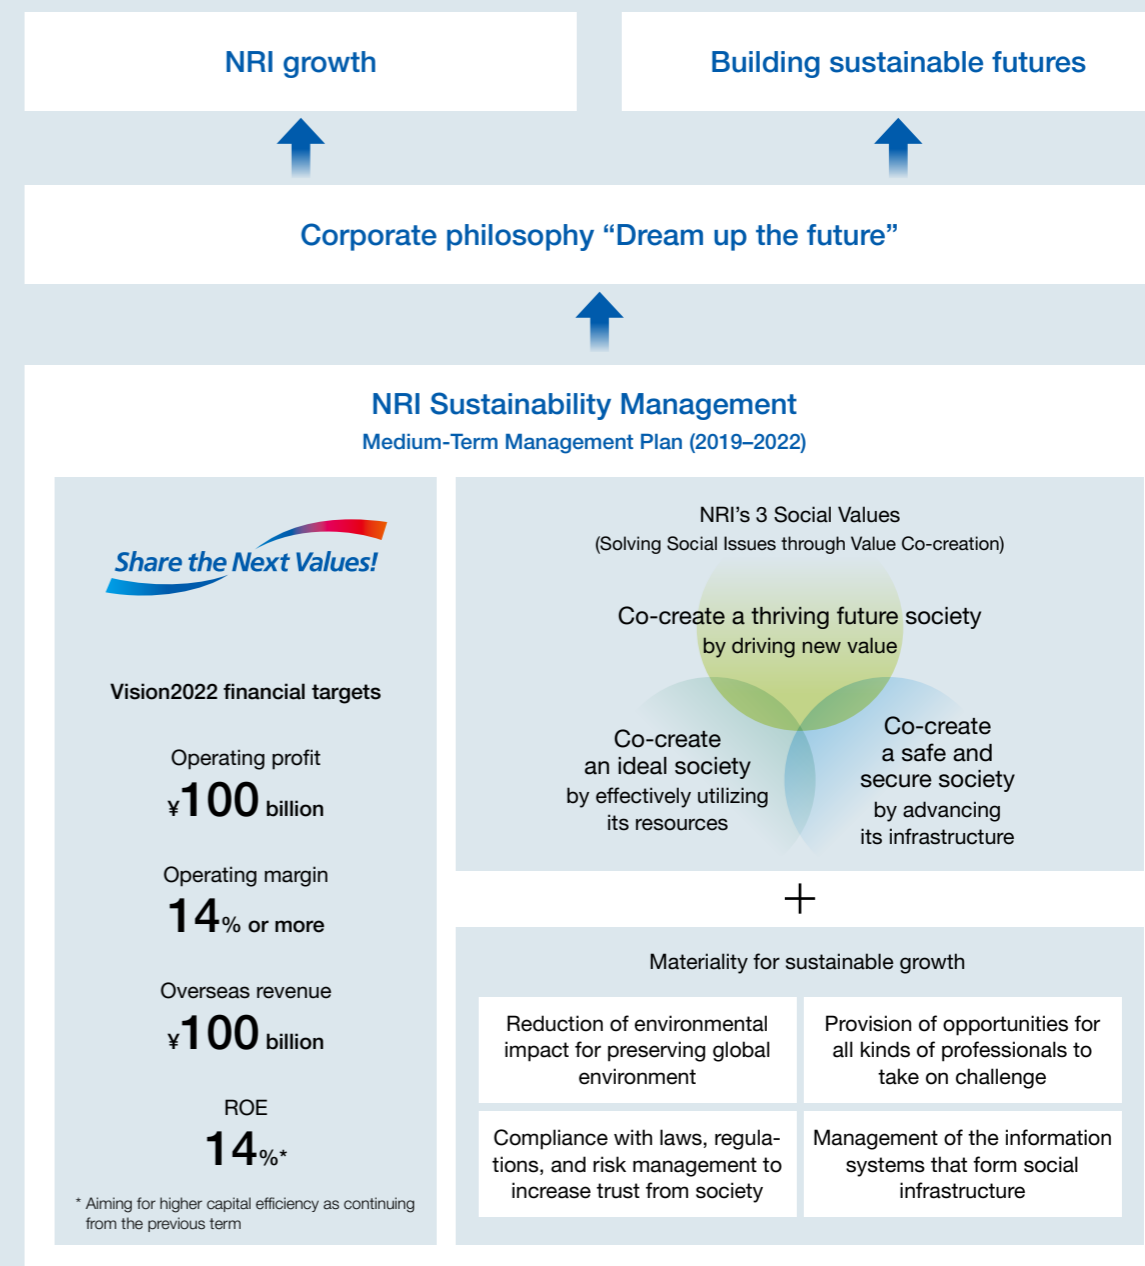 NRI growth
Building sustainable futures
Corporate philosophy “Dream up the future”
NRI Sustainability Management
Medium-Term Management Plan (2019–2022)
Share the Next Values!
Vision2022 financial targets
Operating profit
¥100 billion
Operating margin
14% or more
Overseas revenue
¥100 billion
ROE
14%*
* Aiming for higher capital efficiency as continuing
from the previous term
NRI’s 3 Social Values
(Solving Social Issues through Value Co-creation)
Co-create a thriving future society
by driving new value
Co-create
an ideal society
by effectively utilizing
its resources
Co-create
a safe and
secure society
by advancing
its infrastructure
+
Materiality for sustainable growth
Reduction of environmental
impact for preserving global
environment
Provision of opportunities for
all kinds of professionals to
take on challenge
Compliance with laws, regula-
tions, and risk management to
increase trust from society
Management of the information
systems that form social
infrastructure